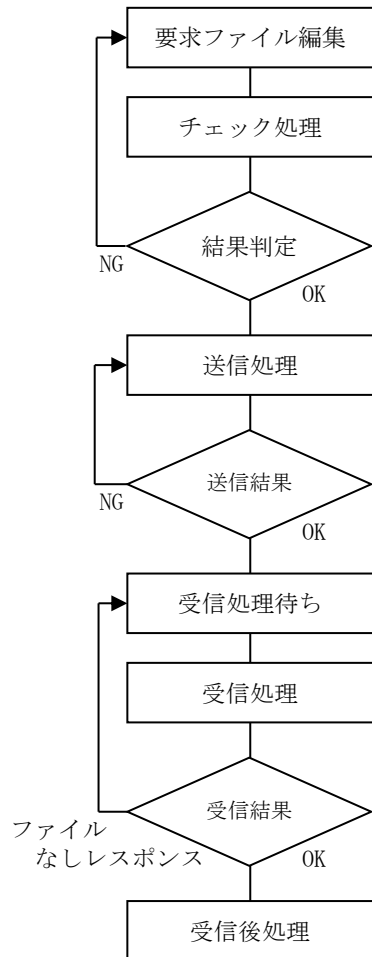 要求ファイル編集
チェック処理
結果判定
NG
OK
送信処理
送信結果
NG
OK
受信処理待ち
受信処理
受信結果
ファイル
なしレスポンス
OK
受信後処理